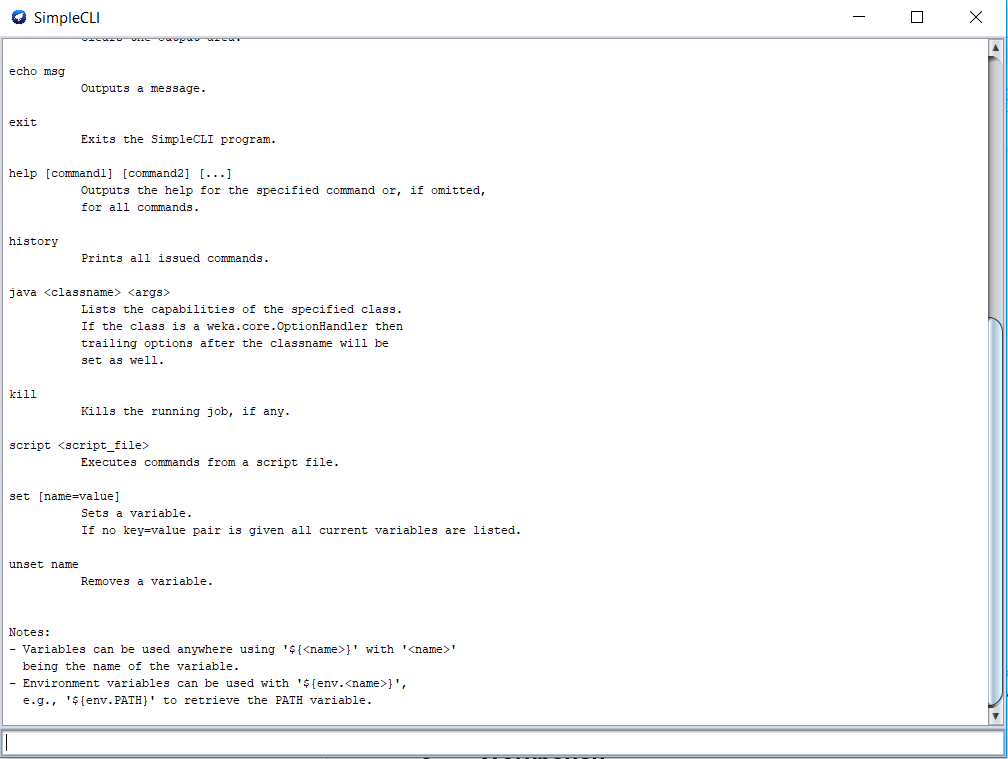 SimpleCLI
echo msg
Outputs a message.
exit
Exits the SimpleCLI program.
help [command1] [command2] [...]
Outputs the help for the specified command or, if omitted,
for all commands.
history
Prints all issued commands.
java <classname> <args>
Lists the capabilities of the specified class.
If the class is a weka.core.OptionHandler then
trailing options after the classname will be
set as well.
kill
Kills the running job, if any.
script <script_file>
Executes commands from a script file.
set [name=value]
Sets a variable.
If no key=value pair is given all current variables are listed.
unset name
Removes a variable.
Notes:
- Variables can be used anywhere using '${<name>}' with '<name>'
being the name of the variable.
- Environment variables can be used with '${env.<name>}',
e.g., '${env.PATH}' to retrieve the PATH variable.